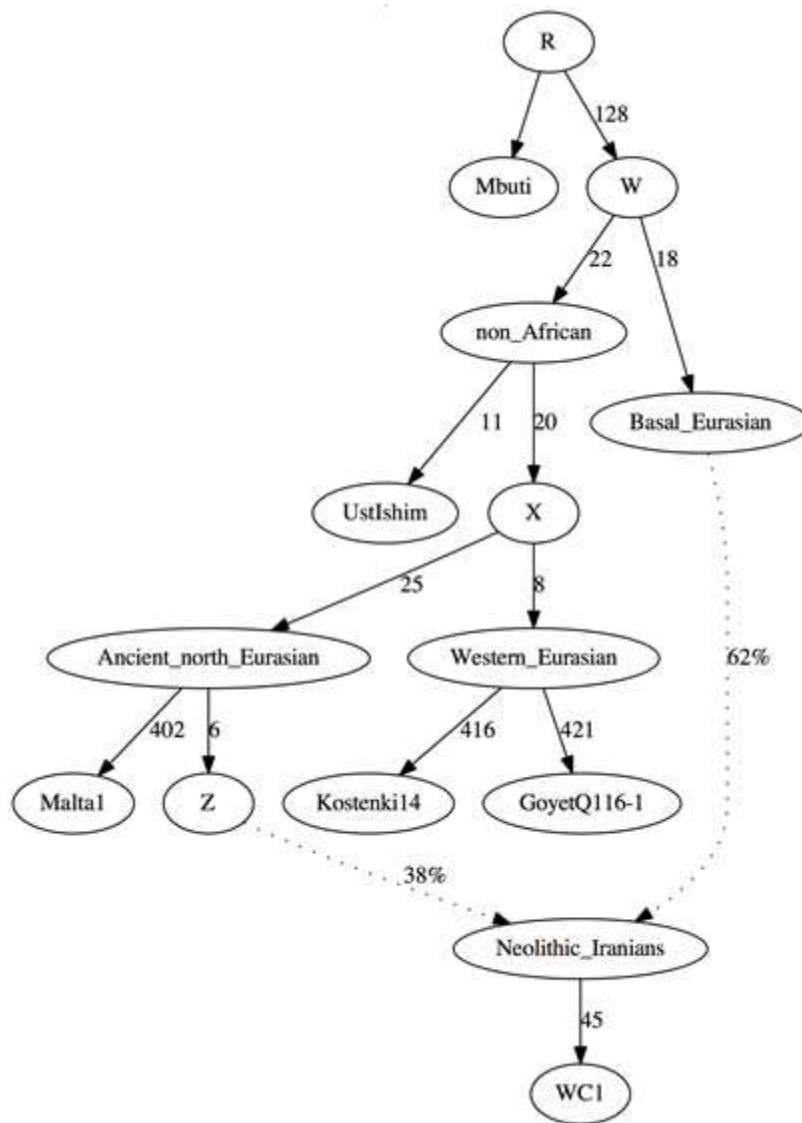 R
128
Mbuti
W
22
18
non_African
Basal_Eurasian
11
20
UstIshim
X
25
8
Ancient_north_Eurasian
Western_Eurasian
62%
402
6
416
421
Malta1
Z
Kostenki14
GoyetQ116-1
38%
Neolithic_Iranians
45
WC1